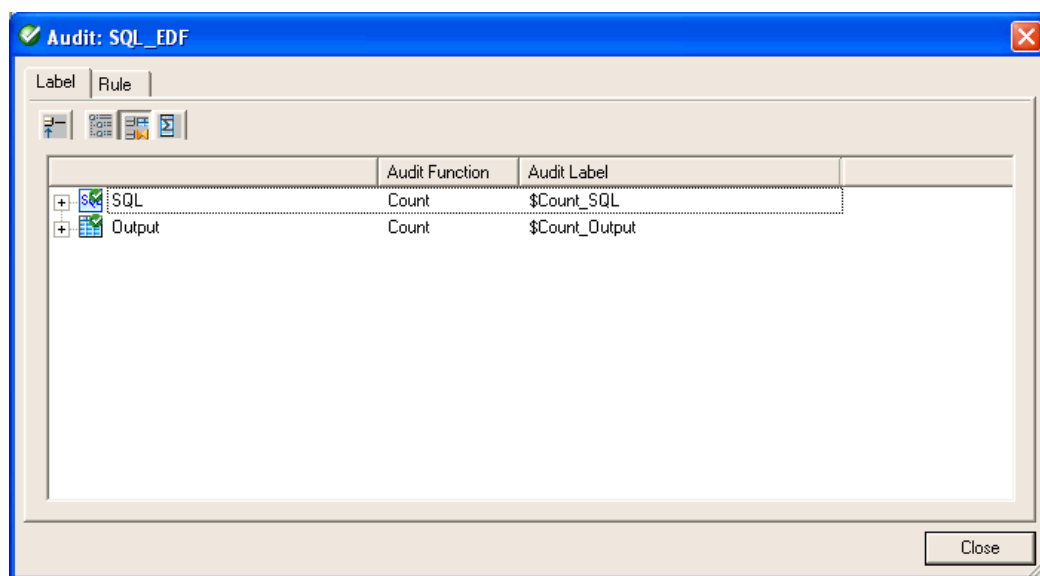 Audit: SQL_EDF
Label Rule
Audit Function Audit Label
SQL Count $Count_SQL
Output Count $Count_Output
Close